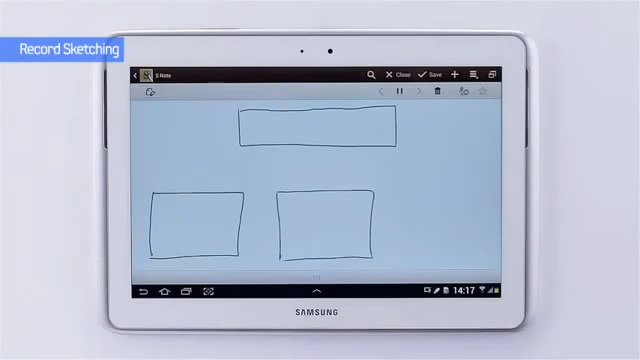 Record Sketching
S Note
Close
Save
14:17
SAMSUNG